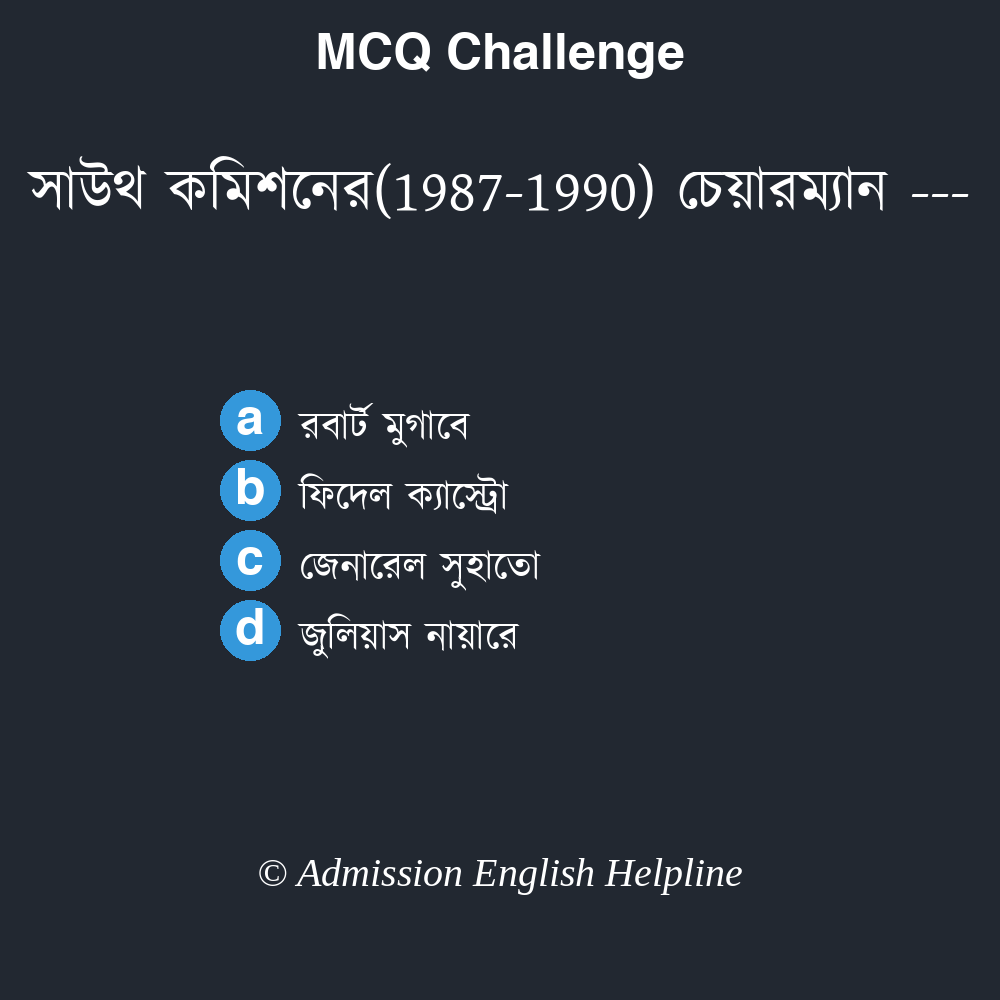 MCQ Challenge
সাউথ কমিশনের(1987-1990) চেয়ারম্যান ---
a রবার্ট মুগাবে
b ফিদেল ক্যাস্ট্রো
c জেনারেল সুহাতো
d জুলিয়াস নায়ারে
© Admission English Helpline